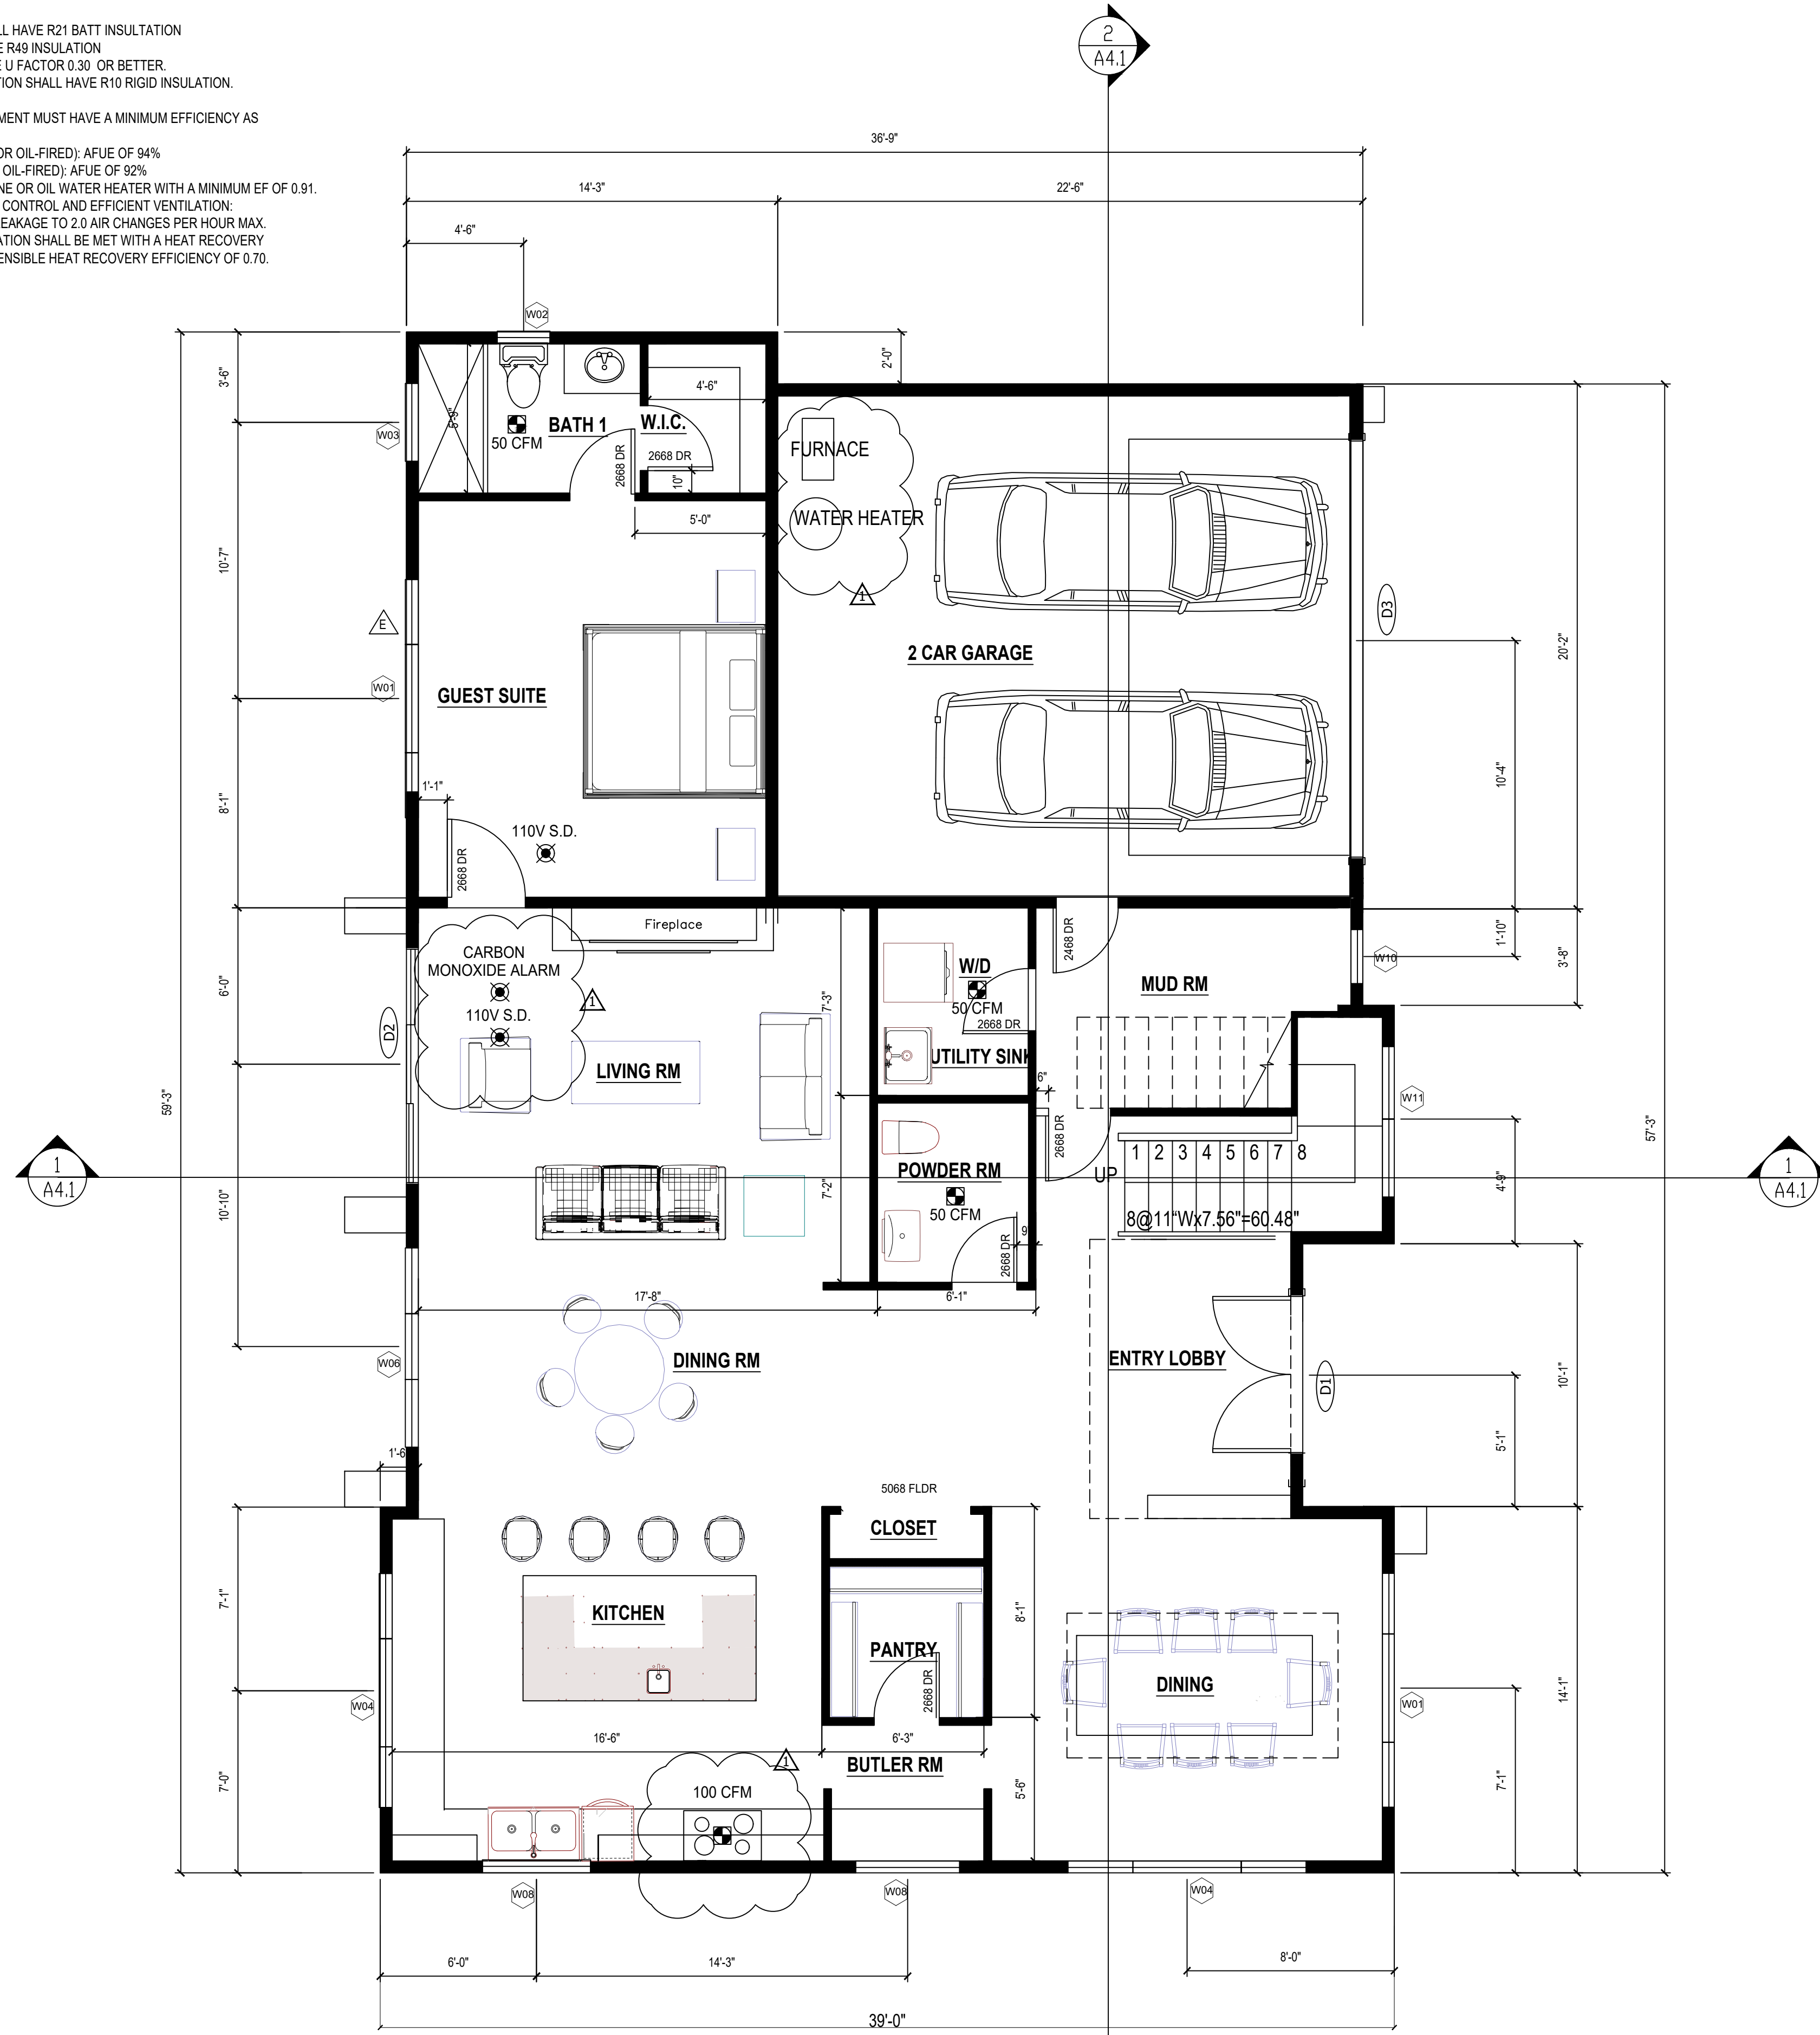 LL HAVE R21 BATT INSULTATION
E R49 INSULATION
E U FACTOR 0.30 OR BETTER.
TION SHALL HAVE R10 RIGID INSULATION.
MENT MUST HAVE A MINIMUM EFFICIENCY AS
OR OIL-FIRED): AFUE OF 94%
OIL-FIRED): AFUE OF 92%
NE OR OIL WATER HEATER WITH A MINIMUM EF OF 0.91.
CONTROL AND EFFICIENT VENTILATION:
EAKAGE TO 2.0 AIR CHANGES PER HOUR MAX.
ATION SHALL BE MET WITH A HEAT RECOVERY
ENSIBLE HEAT RECOVERY EFFICIENCY OF 0.70.
2
A4.1
36'-9"
14'-3"
22'-6"
4'-6"
W02
2'-0"
3'-6"
4'-6"
5'-9"
BATH 1
W.I.C.
50 CFM
W03
2668 DR
2668 DR
10"
FURNACE
WATER HEATER
1
5'-0"
10'-7"
E
W01
GUEST SUITE
2 CAR GARAGE
D3
20'-2"
10'-4"
8'-1"
1'-1"
110V S.D.
2668 DR
Fireplace
CARBON
MONOXIDE ALARM
110V S.D.
1
D2
6'-0"
LIVING RM
7'-3"
W/D
50 CFM
2668 DR
UTILITY SINK
2468 DR
MUD RM
W10
1'-10"
3'-8"
6"
2668 DR
W11
59'-3"
57'-3"
1
A4.1
1
A4.1
10'-10"
7'-2"
POWDER RM
50 CFM
2668 DR
9
UP
1 2 3 4 5 6 7 8
8@11"Wx7.56"=60.48"
4'-9"
17'-8"
6'-1"
W06
DINING RM
ENTRY LOBBY
D1
10'-1"
5'-1"
1'-6
5068 FLDR
CLOSET
7'-1"
KITCHEN
PANTRY
2668 DR
8'-1"
DINING
W04
W01
14'-1"
16'-6"
6'-3"
1
BUTLER RM
100 CFM
7'-0"
5'-6"
7'-1"
W08
W08
W04
6'-0"
14'-3"
8'-0"
39'-0"